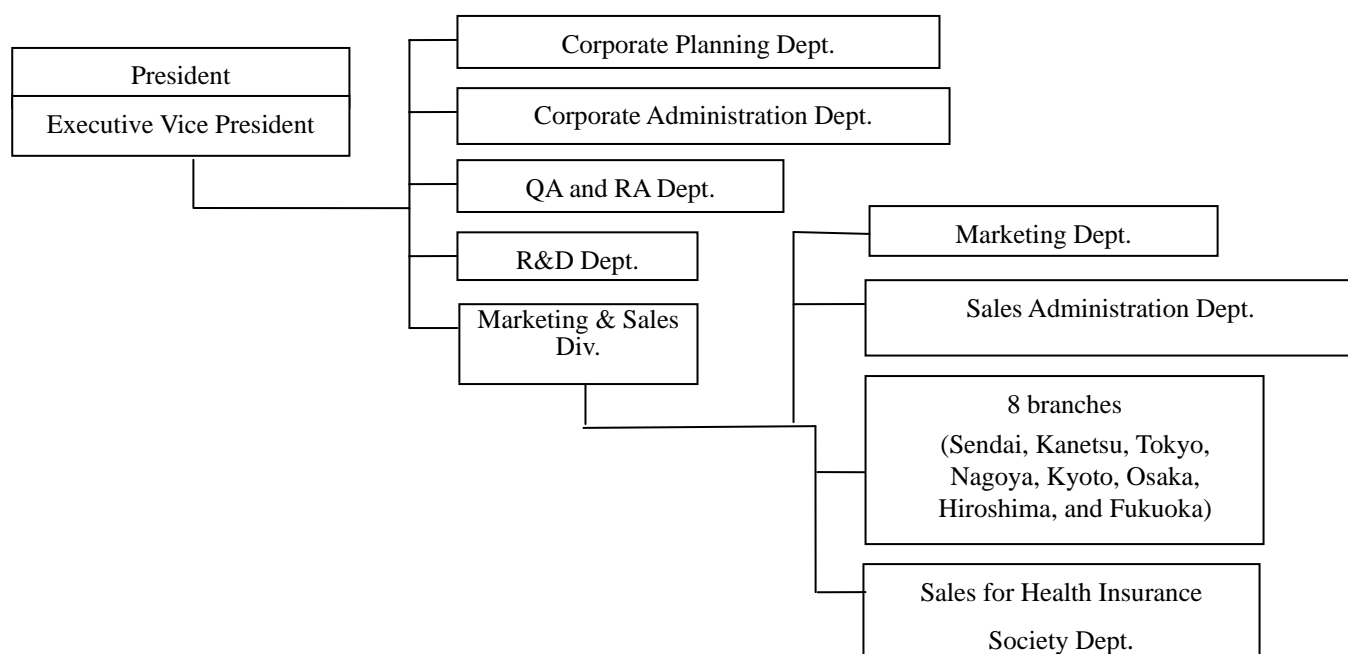 President
Executive Vice President
Corporate Planning Dept.
Corporate Administration Dept.
QA and RA Dept.
R&D Dept.
Marketing & Sales
Div.
Marketing Dept.
Sales Administration Dept.
8 branches
(Sendai, Kanetsu, Tokyo,
Nagoya, Kyoto, Osaka,
Hiroshima, and Fukuoka)
Sales for Health Insurance
Society Dept.